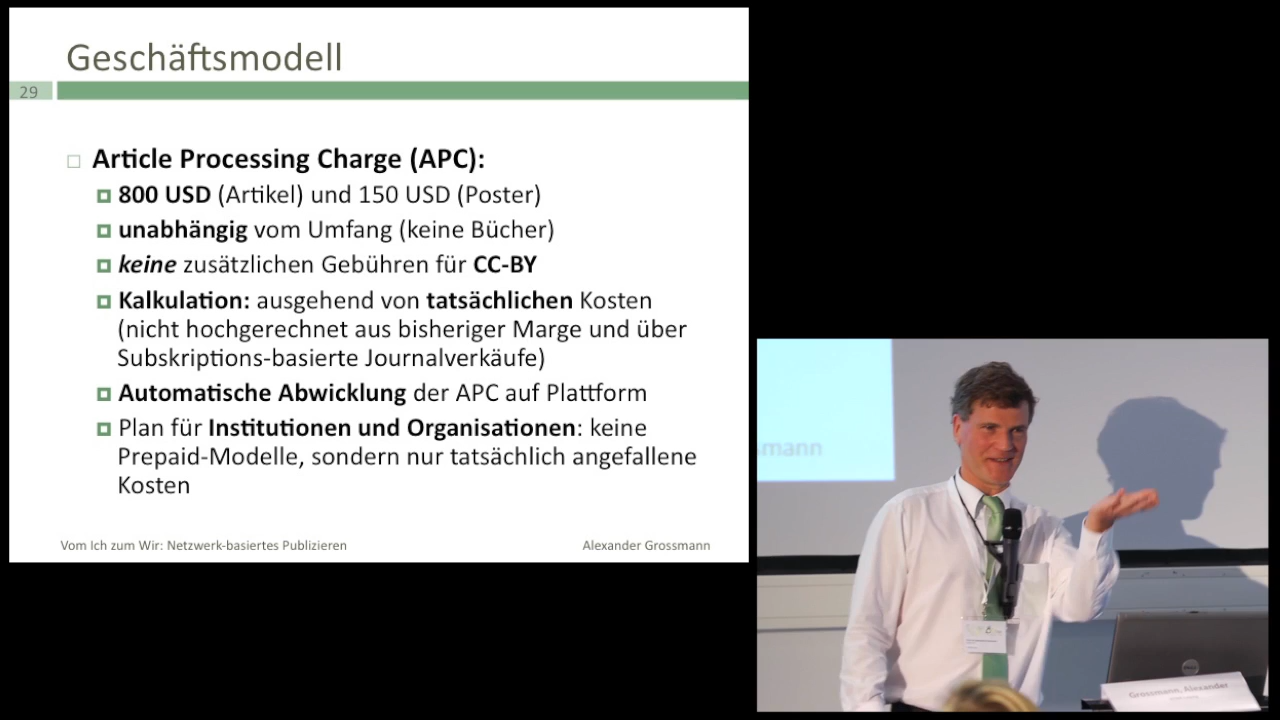 Geschäftsmodell
29
Article Processing Charge (APC):
800 USD (Artikel) und 150 USD (Poster)
unabhängig vom Umfang (keine Bücher)
keine zusätzlichen Gebühren für CC-BY
Kalkulation: ausgehend von tatsächlichen Kosten
(nicht hochgerechnet aus bisheriger Marge und über
Subskriptions-basierte Journalverkäufe)
Automatische Abwicklung der APC auf Plattform
Plan für Institutionen und Organisationen: keine
Prepaid-Modelle, sondern nur tatsächlich angefallene
Kosten
Vom Ich zum Wir: Netzwerk-basiertes Publizieren
Alexander Grossmann
smann
Grossmann, Alexander